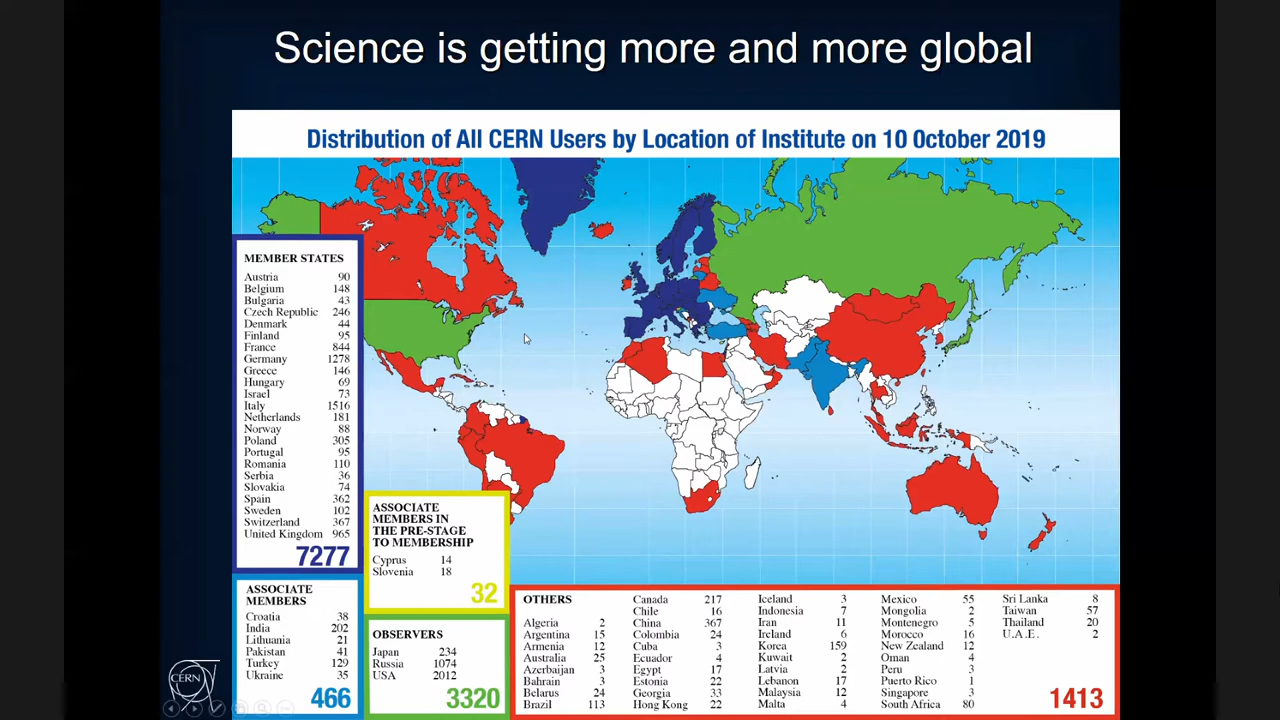 Science is getting more and more global
Distribution of All CERN Users by Location of Institute on 10 October 2019
MEMBER STATES
Austria 90
Belgium 148
Bulgaria 43
Czech Republic 246
Denmark 44
Finland 95
France 844
Germany 1278
Greece 146
Hungary 69
Israel 73
Italy 1516
Netherlands 181
Norway 88
Poland 305
Portugal 95
Romania 110
Serbia 36
Slovakia 74
Spain 362
Sweden 102
Switzerland 367
United Kingdom 965
7277
ASSOCIATE
MEMBERS IN
THE PRE-STAGE
TO MEMBERSHIP
Cyprus 14
Slovenia 18
32
ASSOCIATE
MEMBERS
Croatia 38
India 202
Lithuania 21
Pakistan 41
Turkey 129
Ukraine 35
466
OBSERVERS
Japan 234
Russia 1074
USA 2012
3320
OTHERS
Algeria 2
Argentina 15
Armenia 12
Australia 25
Azerbaijan 3
Bahrain 3
Belarus 24
Brazil 113
Canada 217
Chile 16
China 367
Colombia 24
Cuba 3
Ecuador 4
Egypt 17
Estonia 22
Georgia 33
Hong Kong 22
Iceland 3
Indonesia 7
Iran 11
Ireland 6
Korea 159
Kuwait 2
Latvia 2
Lebanon 17
Malaysia 12
Malta 4
Mexico 55
Mongolia 2
Montenegro 5
Morocco 16
New Zealand 12
Oman 4
Peru 3
Puerto Rico 1
Singapore 3
South Africa 80
Sri Lanka 8
Taiwan 57
Thailand 20
U.A.E. 2
1413
CERN